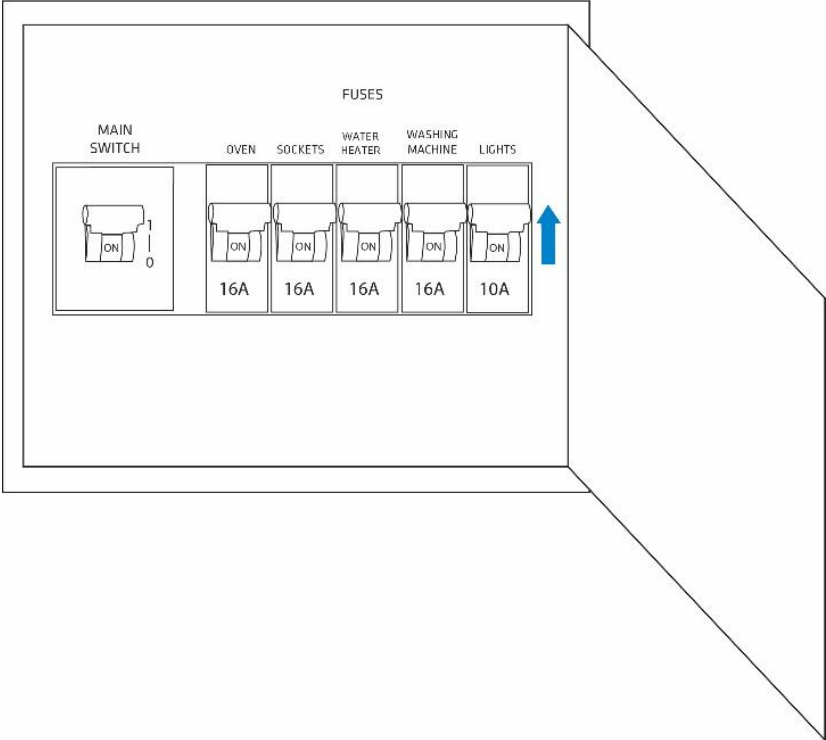 FUSES
MAIN
SWITCH
OVEN
SOCKETS
WATER
HEATER
WASHING
MACHINE
LIGHTS
ON
1
0
ON
ON
ON
ON
ON
16A
16A
16A
16A
10A